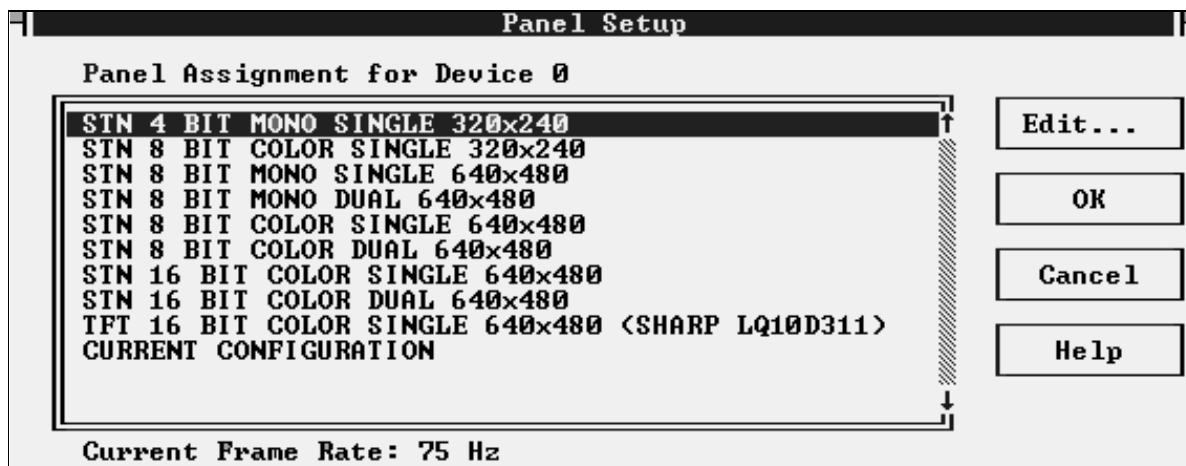 Panel Setup
Panel Assignment for Device 0
STN 4 BIT MONO SINGLE 320x240
STN 8 BIT COLOR SINGLE 320x240
STN 8 BIT MONO SINGLE 640x480
STN 8 BIT MONO DUAL 640x480
STN 8 BIT COLOR SINGLE 640x480
STN 8 BIT COLOR DUAL 640x480
STN 16 BIT COLOR SINGLE 640x480
STN 16 BIT COLOR DUAL 640x480
TFT 16 BIT COLOR SINGLE 640x480 (SHARP LQ10D311)
CURRENT CONFIGURATION
Edit...
OK
Cancel
Help
Current Frame Rate: 75 Hz